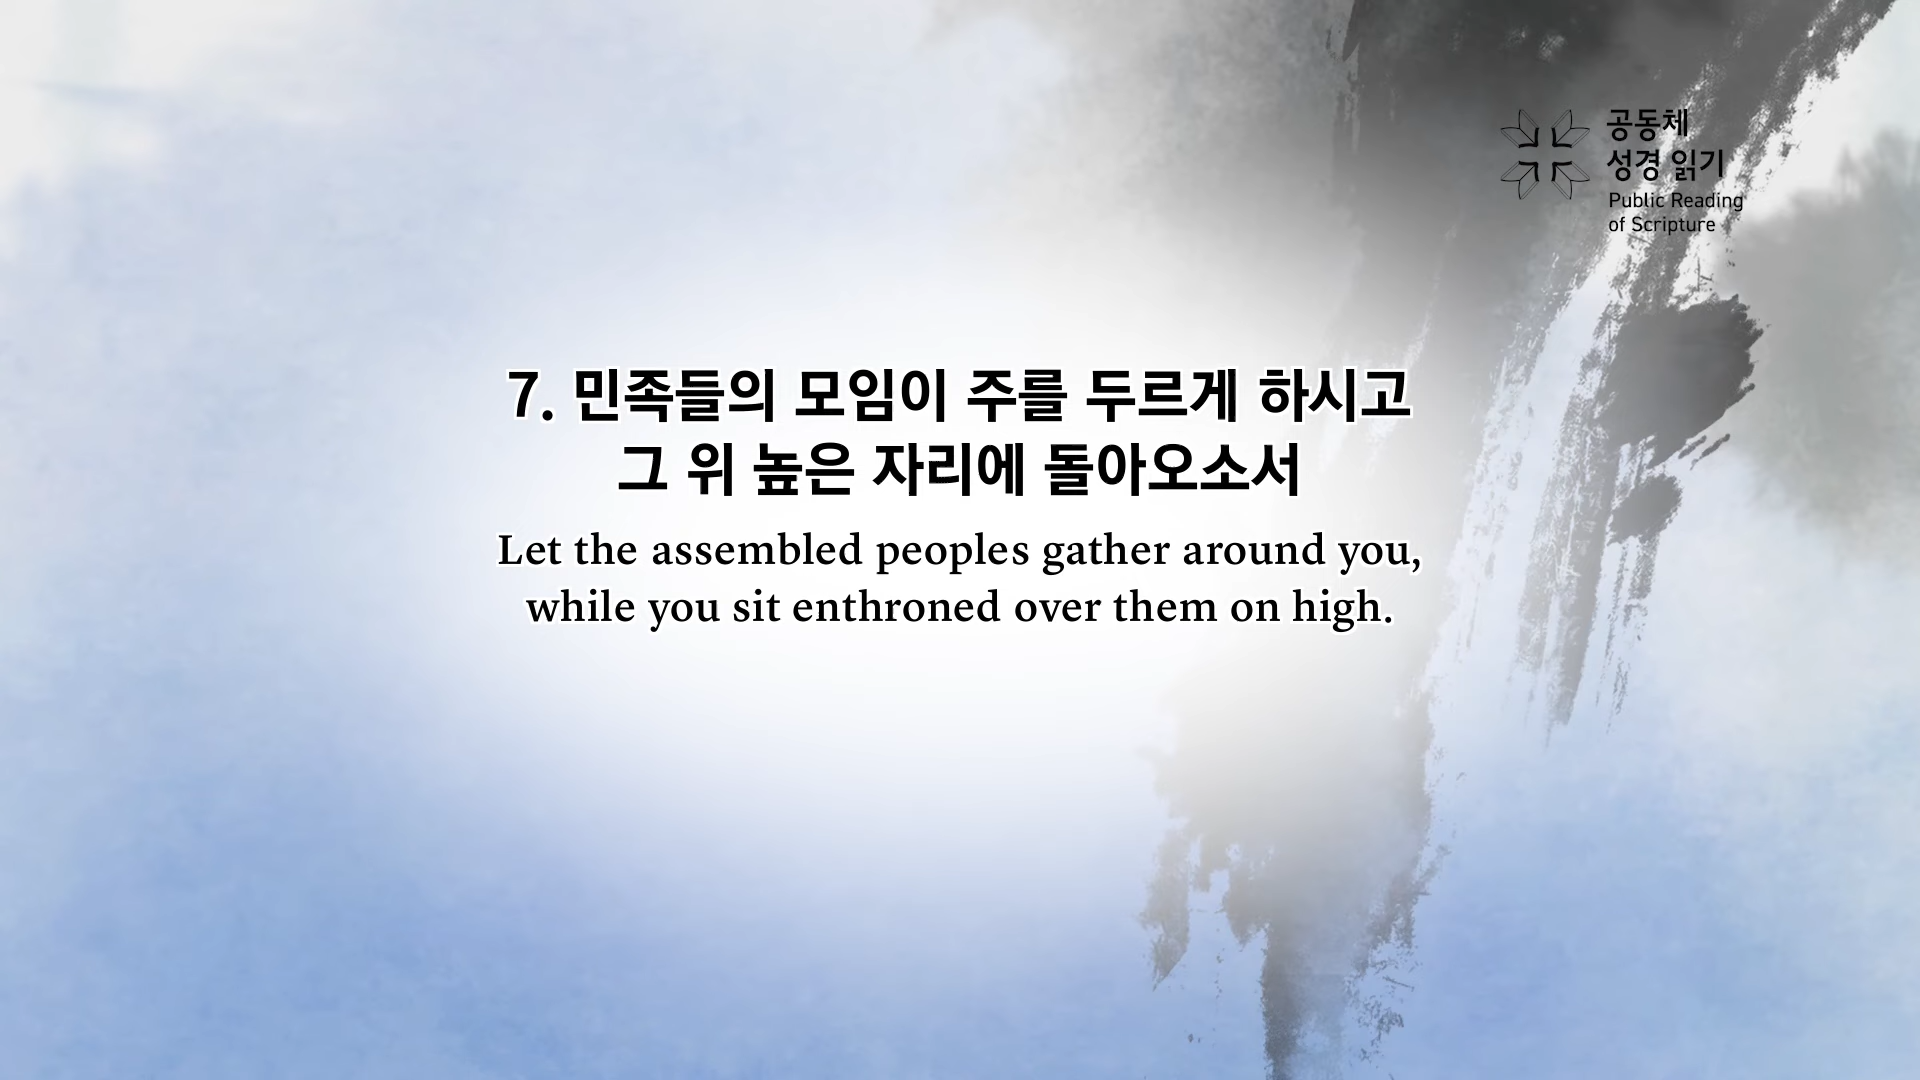 공동체
성경 읽기
Public Reading
of Scripture
7. 민족들의 모임이 주를 두르게 하시고
그 위 높은 자리에 돌아오소서
Let the assembled peoples gather around you,
while you sit enthroned over them on high.